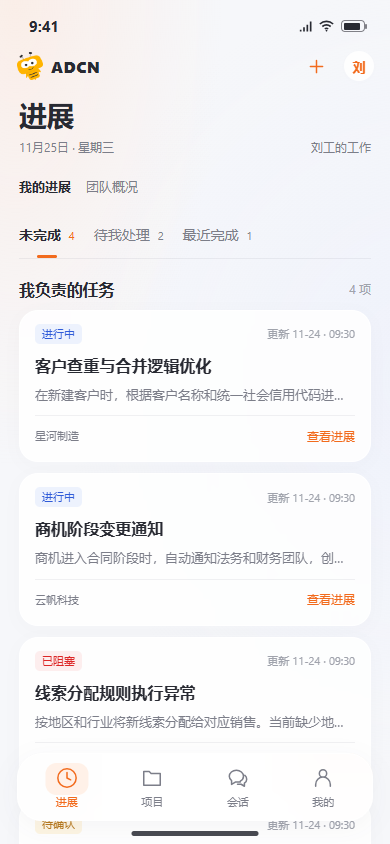 9:41
ADCN
刘
进展
11月25日 · 星期三
刘工的工作
我的进展 团队概况
未完成 4 待我处理 2 最近完成 1
我负责的任务
4 项
进行中
更新 11-24 · 09:30
客户查重与合并逻辑优化
在新建客户时，根据客户名称和统一社会信用代码进...
星河制造
查看进展
进行中
更新 11-24 · 09:30
商机阶段变更通知
商机进入合同阶段时，自动通知法务和财务团队，创...
云帆科技
查看进展
已阻塞
更新 11-24 · 09:30
线索分配规则执行异常
按地区和行业将新线索分配给对应销售。当前缺少地...
进展 项目 会话 我的
待确认
更新 11-24 · 09:30